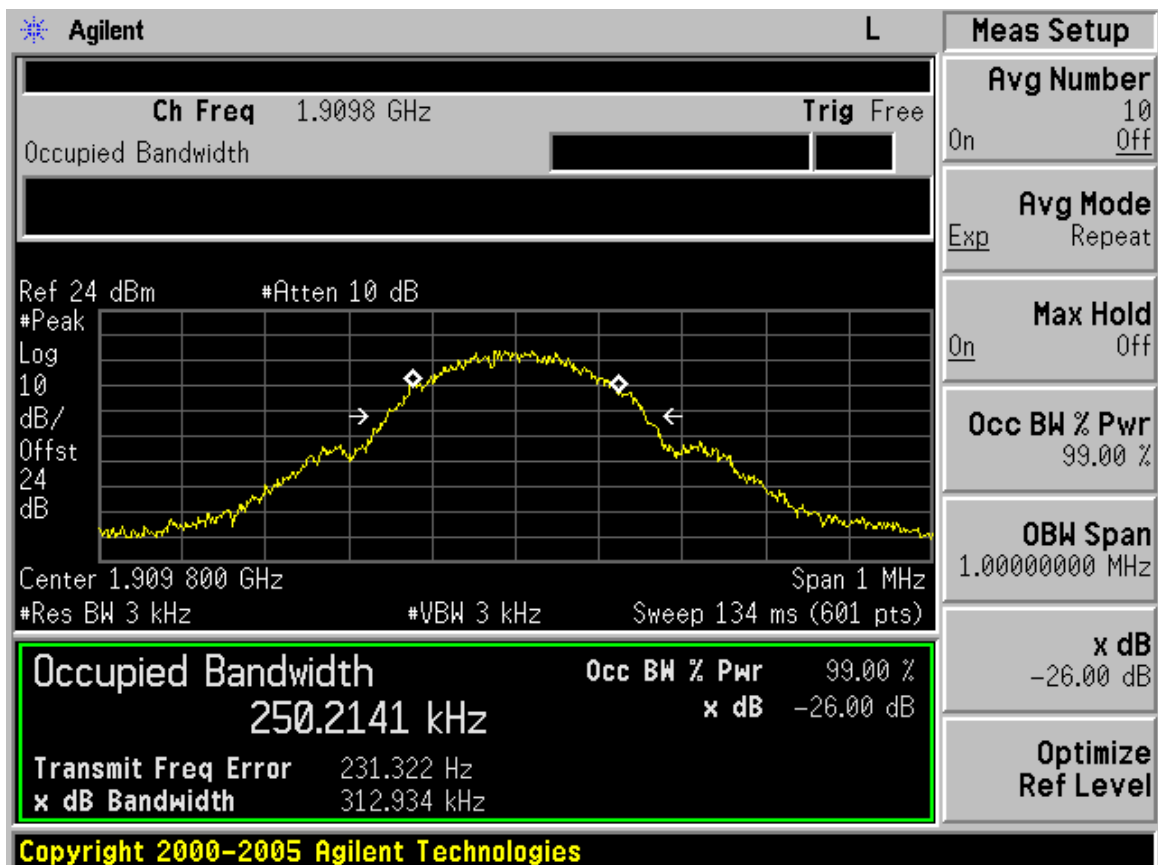 Agilent L
Ch Freq 1.9098 GHz Trig Free
Occupied Bandwidth
Ref 24 dBm #Atten 10 dB
#Peak
Log
10
dB/
Offst
24
dB
Center 1.909 800 GHz Span 1 MHz
#Res BW 3 kHz #VBW 3 kHz Sweep 134 ms (601 pts)
Occupied Bandwidth Occ BW % Pwr 99.00 %
250.2141 kHz x dB -26.00 dB
Transmit Freq Error 231.322 Hz
x dB Bandwidth 312.934 kHz
Copyright 2000-2005 Agilent Technologies
Meas Setup
Avg Number
10
On Off
Avg Mode
Exp Repeat
Max Hold
On Off
Occ BW % Pwr
99.00 %
OBW Span
1.00000000 MHz
x dB
-26.00 dB
Optimize
Ref Level